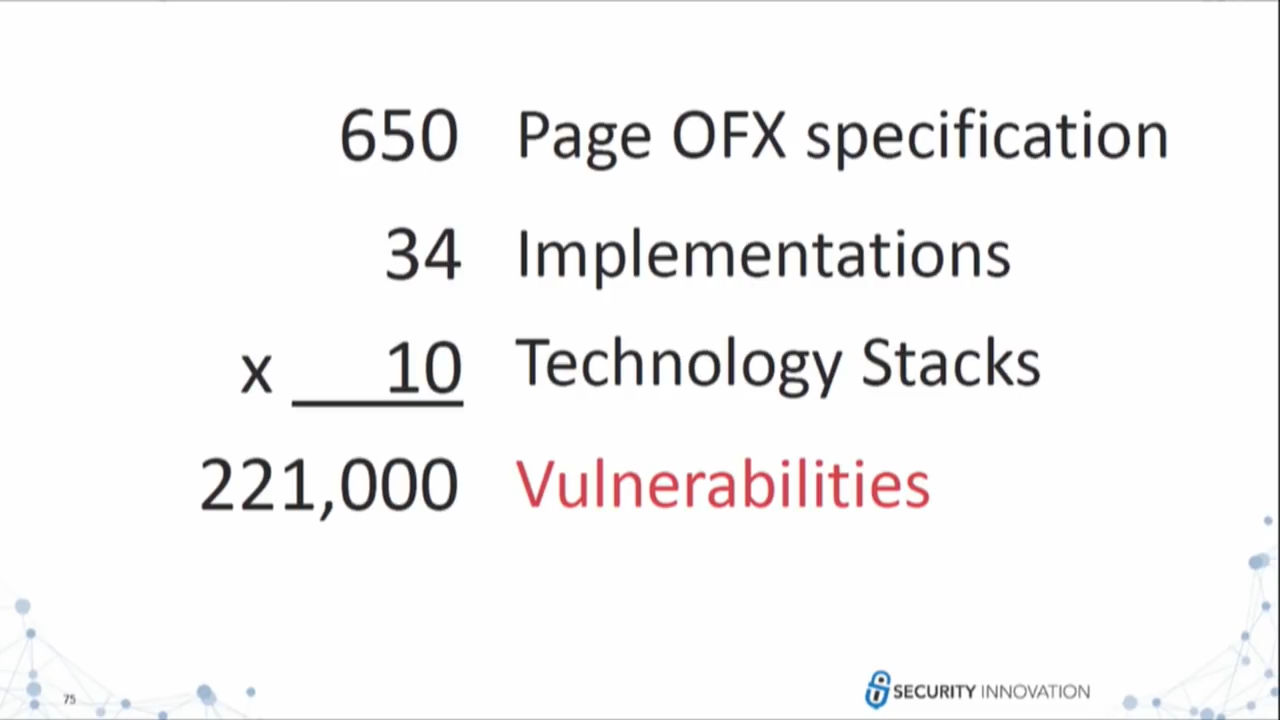 650 Page OFX specification
34 Implementations
x 10 Technology Stacks
221,000 Vulnerabilities
75
SECURITY INNOVATION